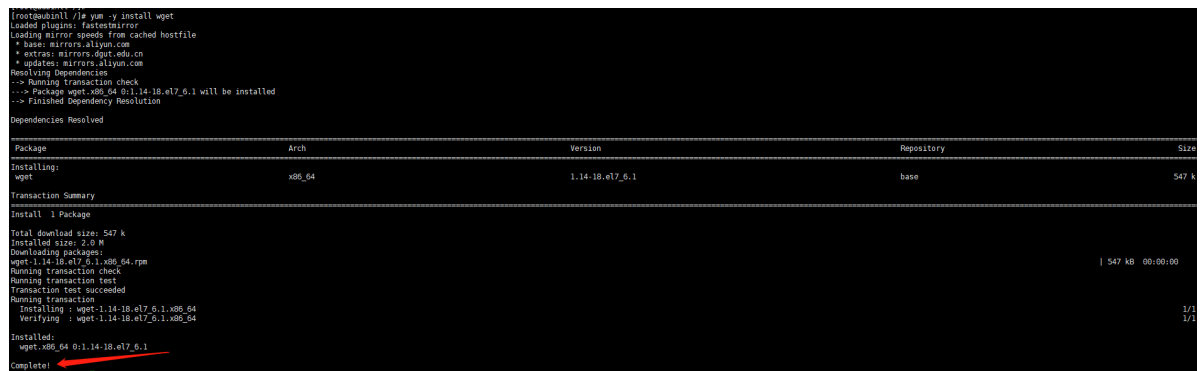 [root@aubinll /]# yum -y install wget
Loaded plugins: fastestmirror
Loading mirror speeds from cached hostfile
 * base: mirrors.aliyun.com
 * extras: mirrors.dgut.edu.cn
 * updates: mirrors.aliyun.com
Resolving Dependencies
--> Running transaction check
---> Package wget.x86_64 0:1.14-18.el7_6.1 will be installed
--> Finished Dependency Resolution
Dependencies Resolved
Package Arch Version Repository Size
Installing:
 wget x86_64 1.14-18.el7_6.1 base 547 k
Transaction Summary
Install 1 Package
Total download size: 547 k
Installed size: 2.0 M
Downloading packages:
wget-1.14-18.el7_6.1.x86_64.rpm | 547 kB 00:00:00
Running transaction check
Running transaction test
Transaction test succeeded
Running transaction
  Installing : wget-1.14-18.el7_6.1.x86_64 1/1
  Verifying : wget-1.14-18.el7_6.1.x86_64 1/1
Installed:
  wget.x86_64 0:1.14-18.el7_6.1
Complete!